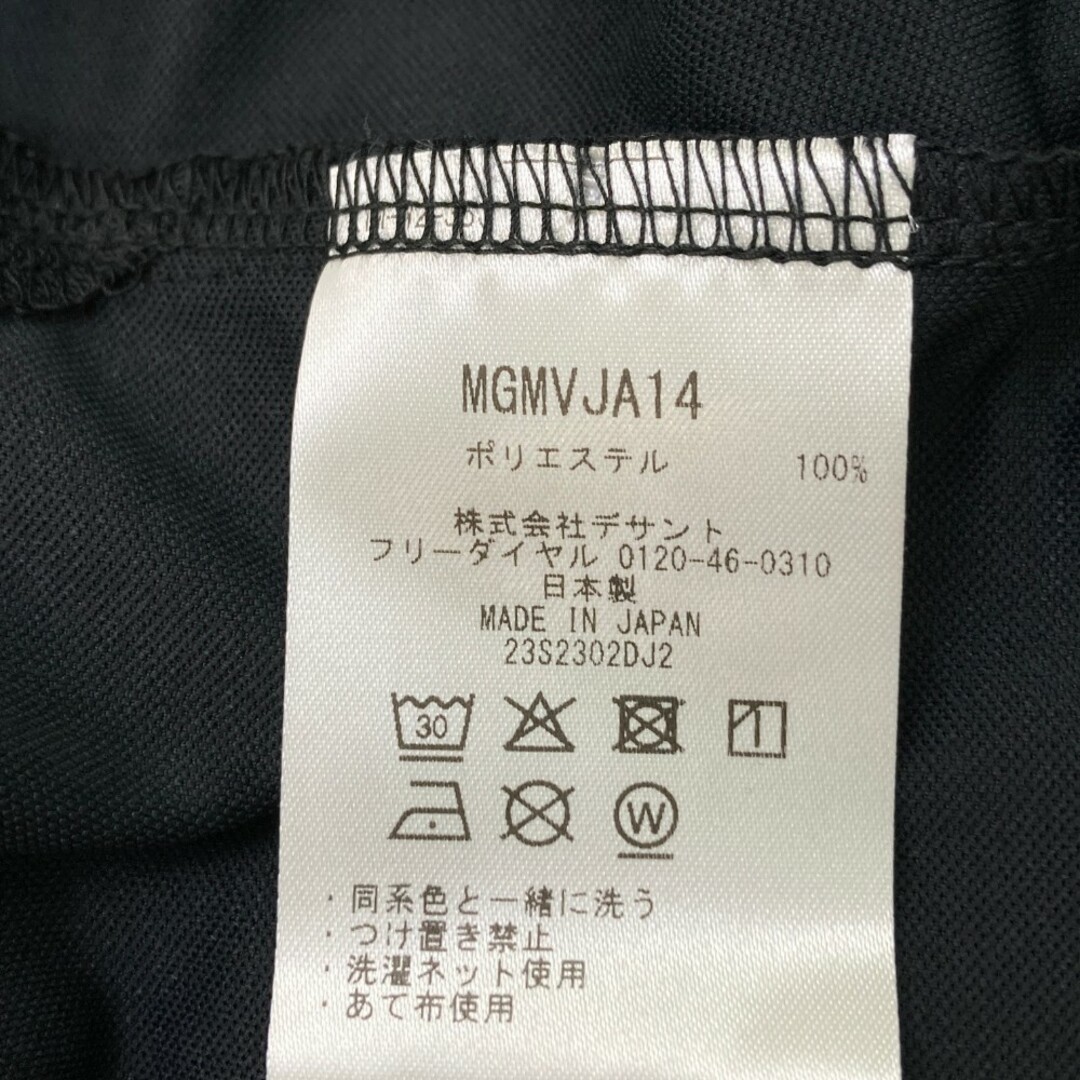 MGMVJA14
ポリエステル 100%
株式会社デサント
フリーダイヤル 0120-46-0310
日本製
MADE IN JAPAN
23S2302DJ2
30
W
・同系色と一緒に洗う
・つけ置き禁止
・洗濯ネット使用
・あて布使用